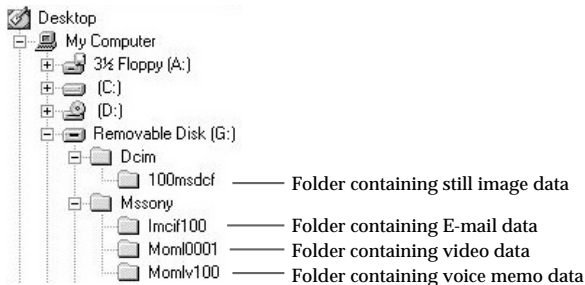 Desktop
My Computer
3½ Floppy (A:)
(C:)
(D:)
Removable Disk (G:)
Dcim
100msdcf Folder containing still image data
Mssony
Imcif100 Folder containing E-mail data
Moml0001 Folder containing video data
Momlv100 Folder containing voice memo data